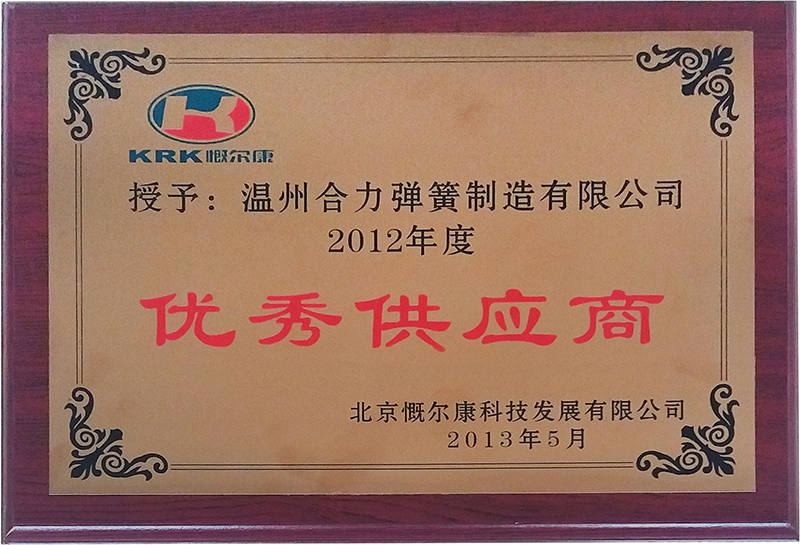 KRK慨尔康
授予：温州合力弹簧制造有限公司
2012年度
优秀供应商
北京慨尔康科技发展有限公司
2013年5月